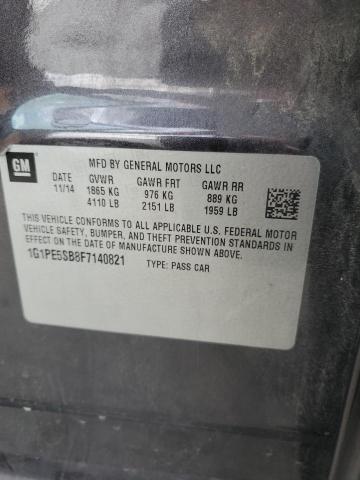 GM
MFD BY GENERAL MOTORS LLC
DATE GVWR GAWR FRT GAWR RR
11/14 1865 KG 976 KG 889 KG
4110 LB 2151 LB 1959 LB
THIS VEHICLE CONFORMS TO ALL APPLICABLE U.S. FEDERAL MOTOR
VEHICLE SAFETY, BUMPER, AND THEFT PREVENTION STANDARDS
IN EFFECT ON THE DATE OF MANUFACTURE SHOWN ABOVE.
1G1PE5SB8F7140821 TYPE: PASS CAR